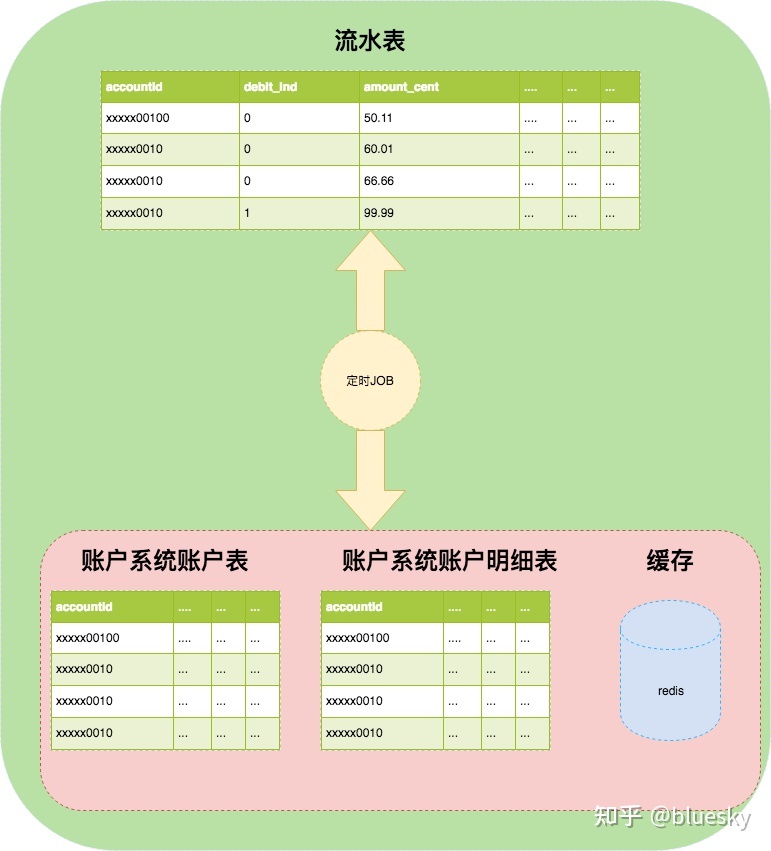 流水表
accountid debit_ind amount_cent .... ... ...
xxxxx00100 0 50.11 .... ... ...
xxxxx0010 0 60.01 ... ... ...
xxxxx0010 0 66.66 ... ... ...
xxxxx0010 1 99.99 ... ... ...
定时JOB
账户系统账户表 账户系统账户明细表 缓存
accountid .... ... ... accountid .... ... ...
xxxxx00100 .... ... ... xxxxx00100 .... ... ...
xxxxx0010 ... ... ... xxxxx0010 ... ... ...
xxxxx0010 ... ... ... xxxxx0010 ... ... ...
xxxxx0010 ... ... ... xxxxx0010 ... ... ...
redis
知乎 @bluesky